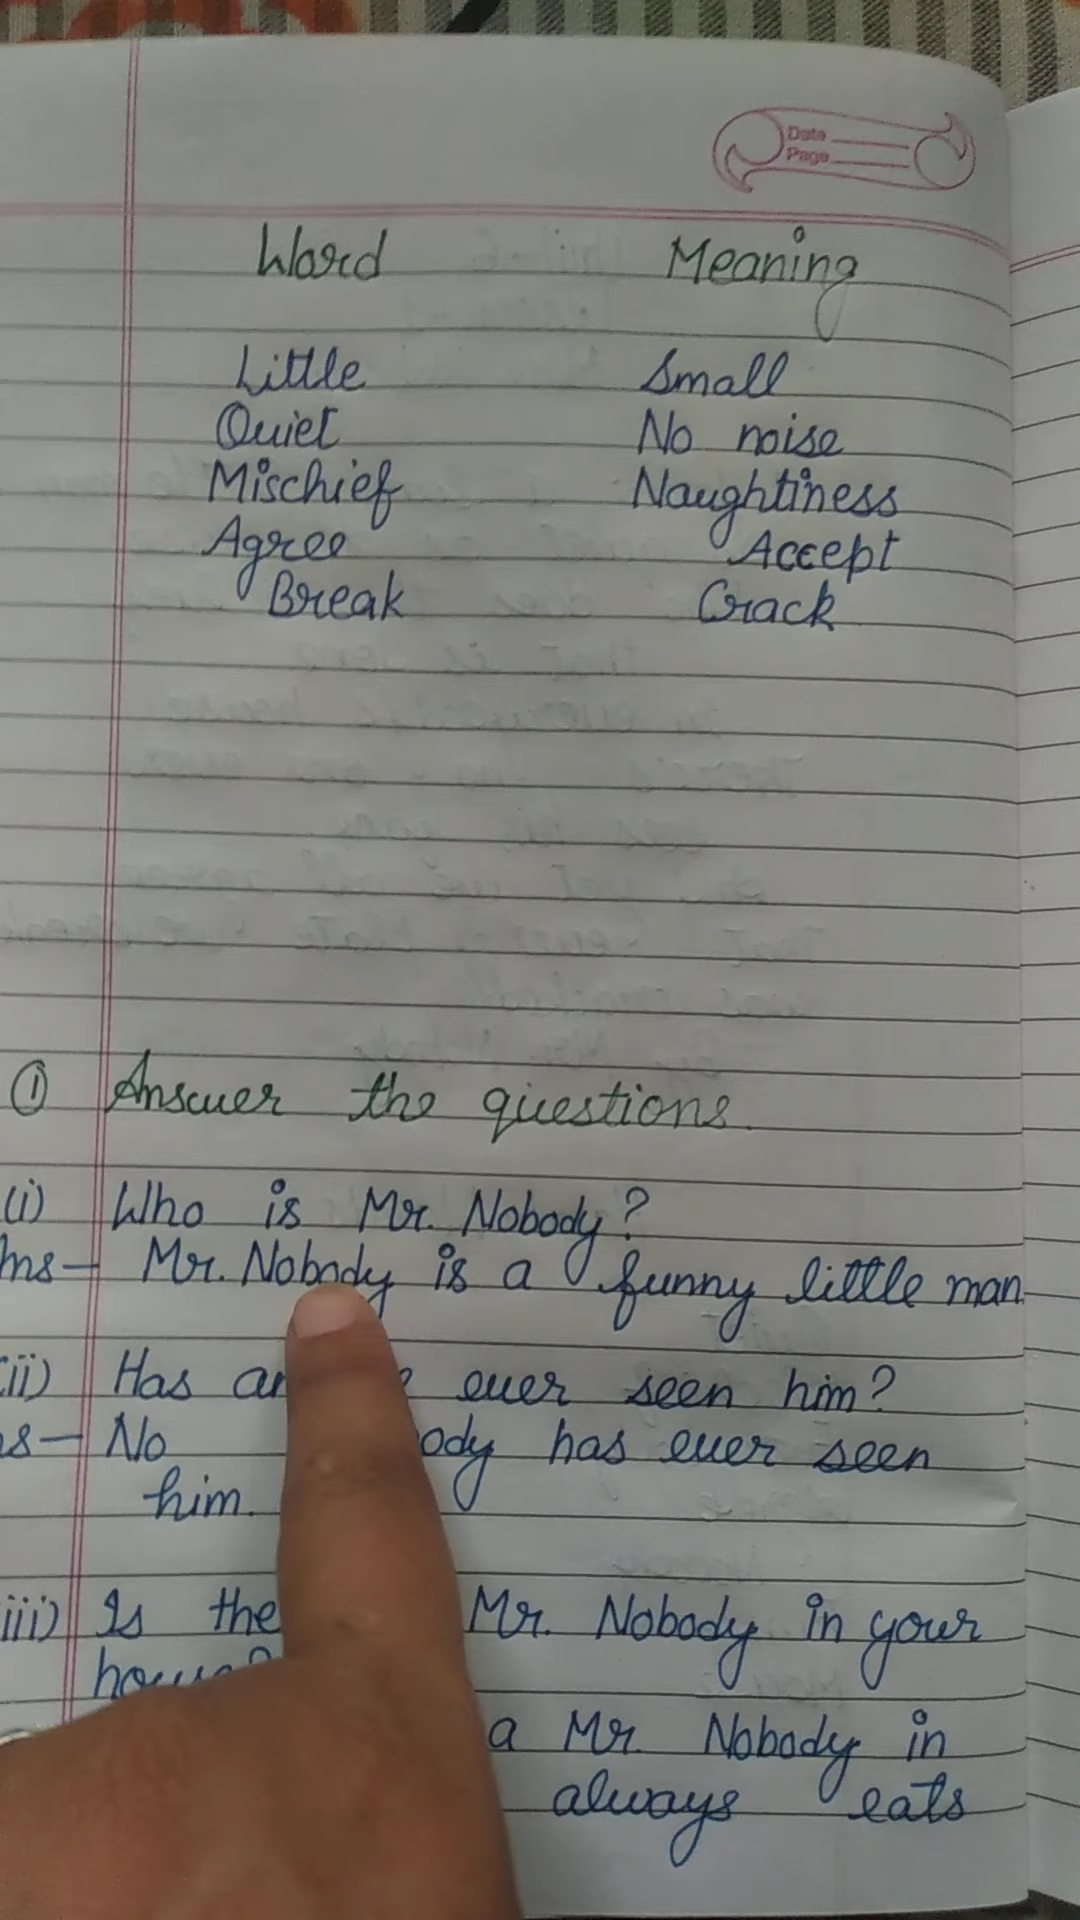 Date
Page
Word Meaning
Little Small
Quiet No noise
Mischief Naughtiness
Agree Accept
Break Crack
① Answer the questions.
(i) Who is Mr. Nobody?
Ans- Mr. Nobody is a funny little man
(ii) Has ever seen him?
Ans- No has ever seen
him.
(iii) Is Mr. Nobody in your
a Mr. Nobody in
always eats